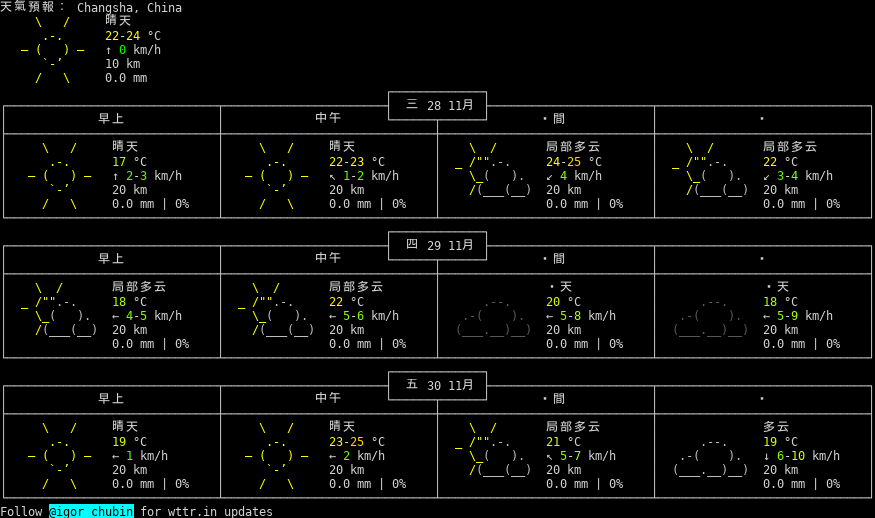 天氣預報： Changsha, China
晴天
22-24 °C
↑ 0 km/h
10 km
0.0 mm
三 28 11月
早上 中午 ・間 ・
晴天 晴天 局部多云 局部多云
17 °C 22-23 °C 24-25 °C 22 °C
↑ 2-3 km/h ↖ 1-2 km/h ↙ 4 km/h ↙ 3-4 km/h
20 km 20 km 20 km 20 km
0.0 mm | 0% 0.0 mm | 0% 0.0 mm | 0% 0.0 mm | 0%
四 29 11月
早上 中午 ・間 ・
局部多云 局部多云 ・天 ・天
18 °C 22 °C 20 °C 18 °C
← 4-5 km/h ← 5-6 km/h ← 5-8 km/h ← 5-9 km/h
20 km 20 km 20 km 20 km
0.0 mm | 0% 0.0 mm | 0% 0.0 mm | 0% 0.0 mm | 0%
五 30 11月
早上 中午 ・間 ・
晴天 晴天 局部多云 多云
19 °C 23-25 °C 21 °C 19 °C
← 1 km/h ← 2 km/h ↖ 5-7 km/h ↓ 6-10 km/h
20 km 20 km 20 km 20 km
0.0 mm | 0% 0.0 mm | 0% 0.0 mm | 0% 0.0 mm | 0%
Follow @igor_chubin for wttr.in updates